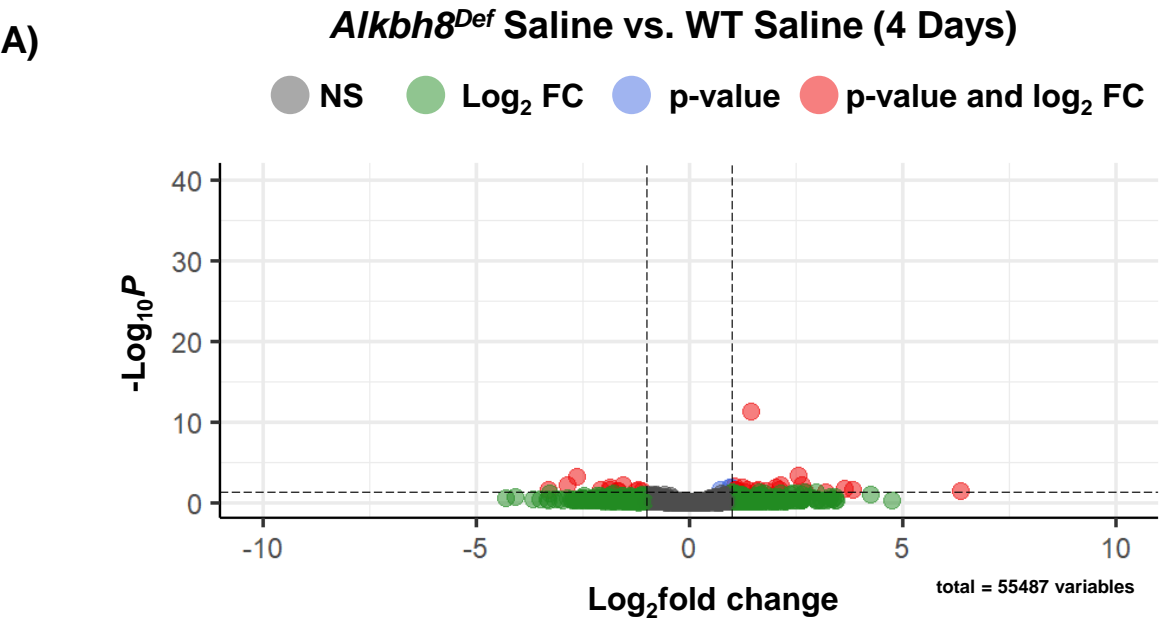 A)
Alkbh8Def Saline vs. WT Saline (4 Days)
NS Log2 FC p-value p-value and log2 FC
40
30
20
10
0
-Log10P
-10 -5 0 5 10
Log2fold change
total = 55487 variables